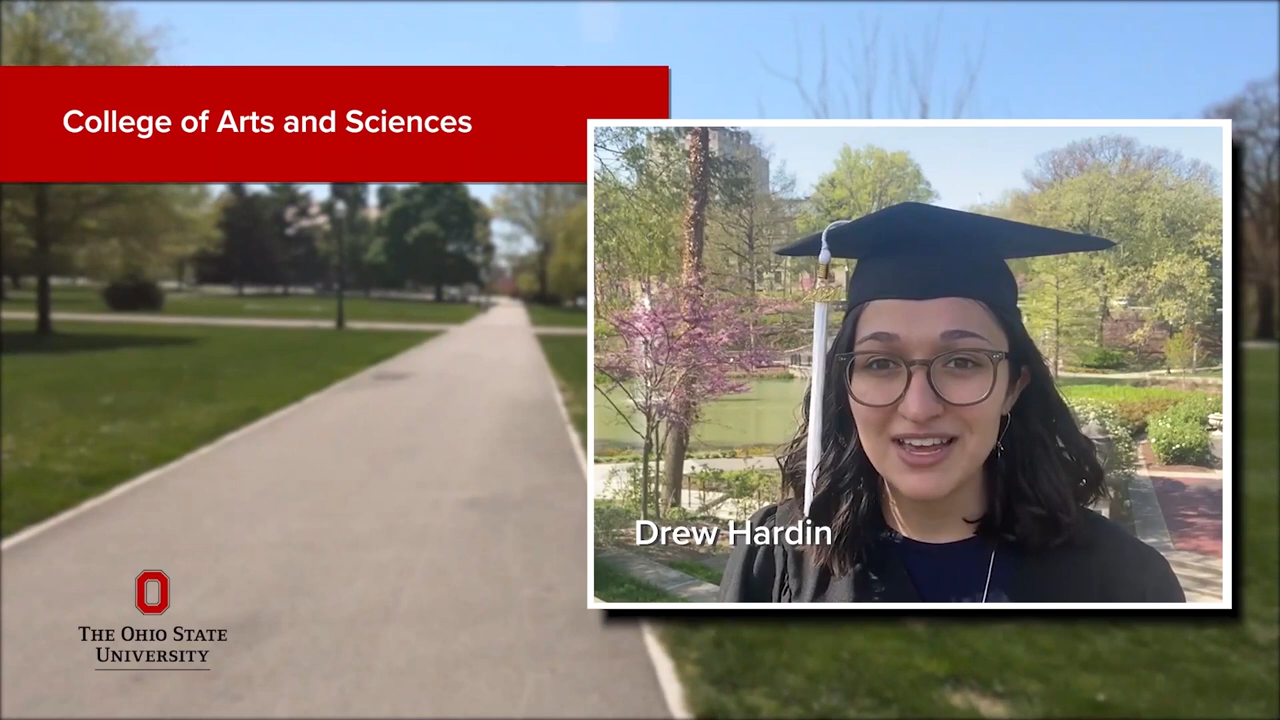 College of Arts and Sciences
Drew Hardin
THE OHIO STATE
UNIVERSITY